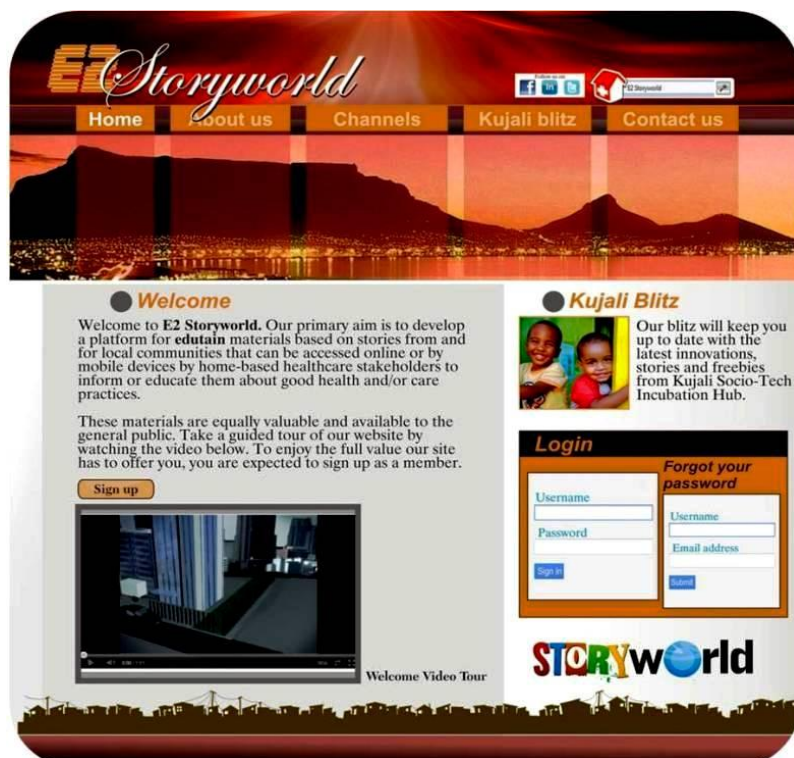 E2 Storyworld
Follow us on
E2 Storyworld
Home About us Channels Kujali blitz Contact us
Welcome
Welcome to E2 Storyworld. Our primary aim is to develop
a platform for edutain materials based on stories from and
for local communities that can be accessed online or by
mobile devices by home-based healthcare stakeholders to
inform or educate them about good health and/or care
practices.
These materials are equally valuable and available to the
general public. Take a guided tour of our website by
watching the video below. To enjoy the full value our site
has to offer you, you are expected to sign up as a member.
Sign up
Welcome Video Tour
Kujali Blitz
Our blitz will keep you
up to date with the
latest innovations,
stories and freebies
from Kujali Socio-Tech
Incubation Hub.
Login
Username
Password
Sign in
Forgot your
password
Username
Email address
Submit
STORYworld